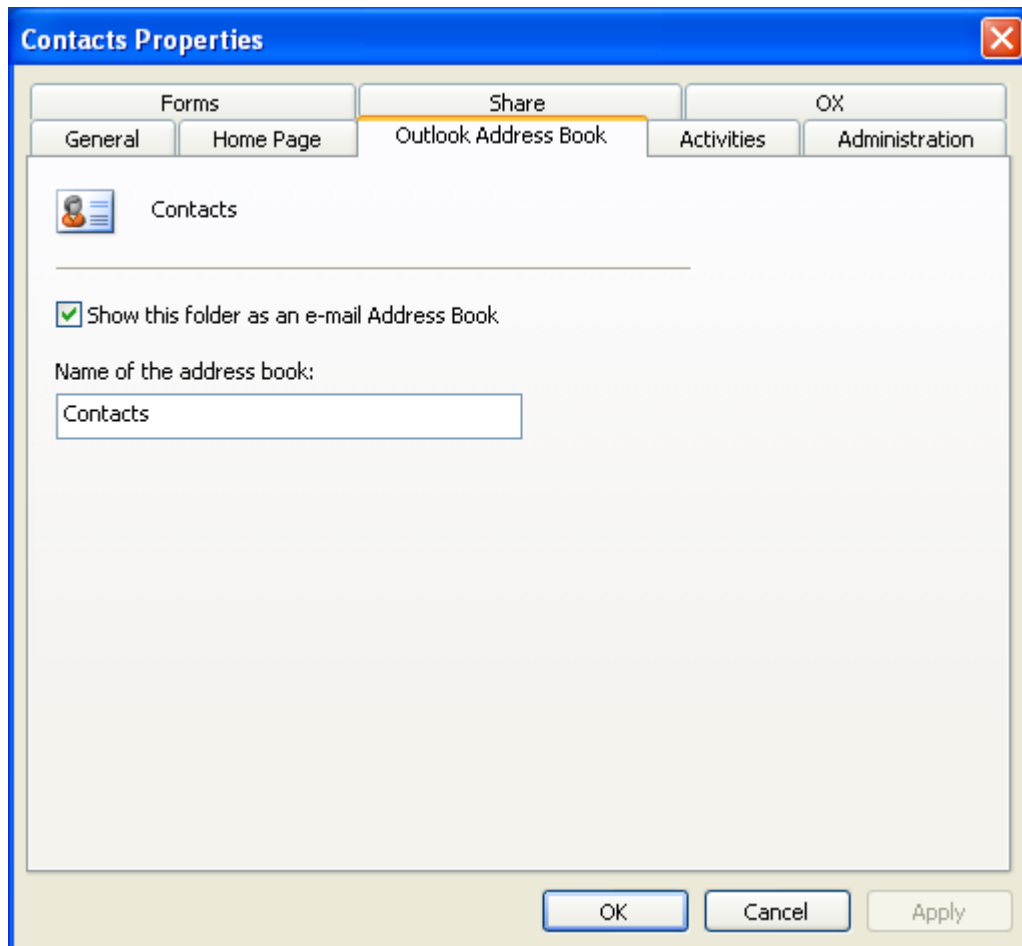 Contacts Properties
Forms Share OX
General Home Page Outlook Address Book Activities Administration
Contacts
Show this folder as an e-mail Address Book
Name of the address book:
Contacts
OK Cancel Apply